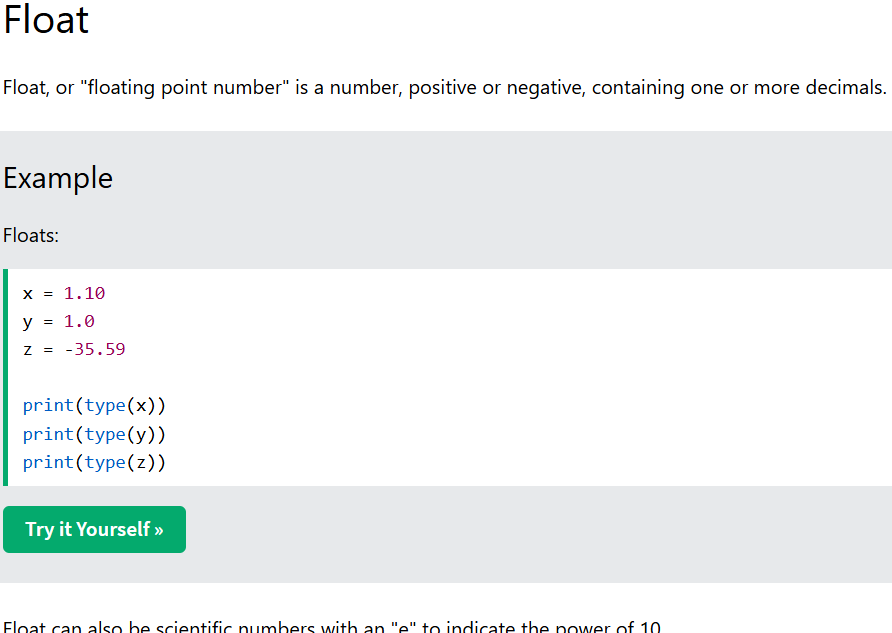 Float
Float, or "floating point number" is a number, positive or negative, containing one or more decimals.
Example
Floats:
x = 1.10
y = 1.0
z = -35.59
print(type(x))
print(type(y))
print(type(z))
Try it Yourself »
Float can also be scientific numbers with an "e" to indicate the power of 10.